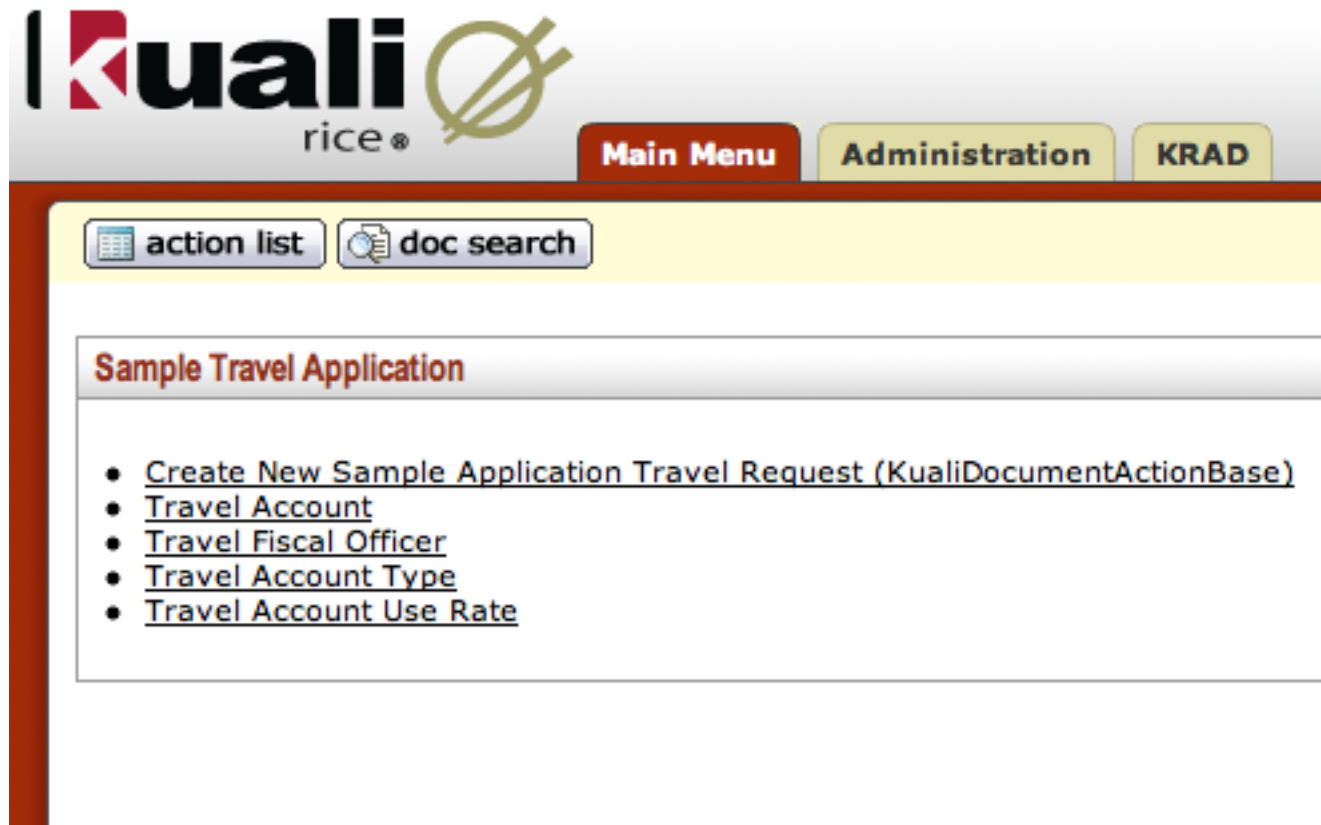 kuali
rice®
Main Menu Administration KRAD
action list doc search
Sample Travel Application
Create New Sample Application Travel Request (KualiDocumentActionBase)
Travel Account
Travel Fiscal Officer
Travel Account Type
Travel Account Use Rate